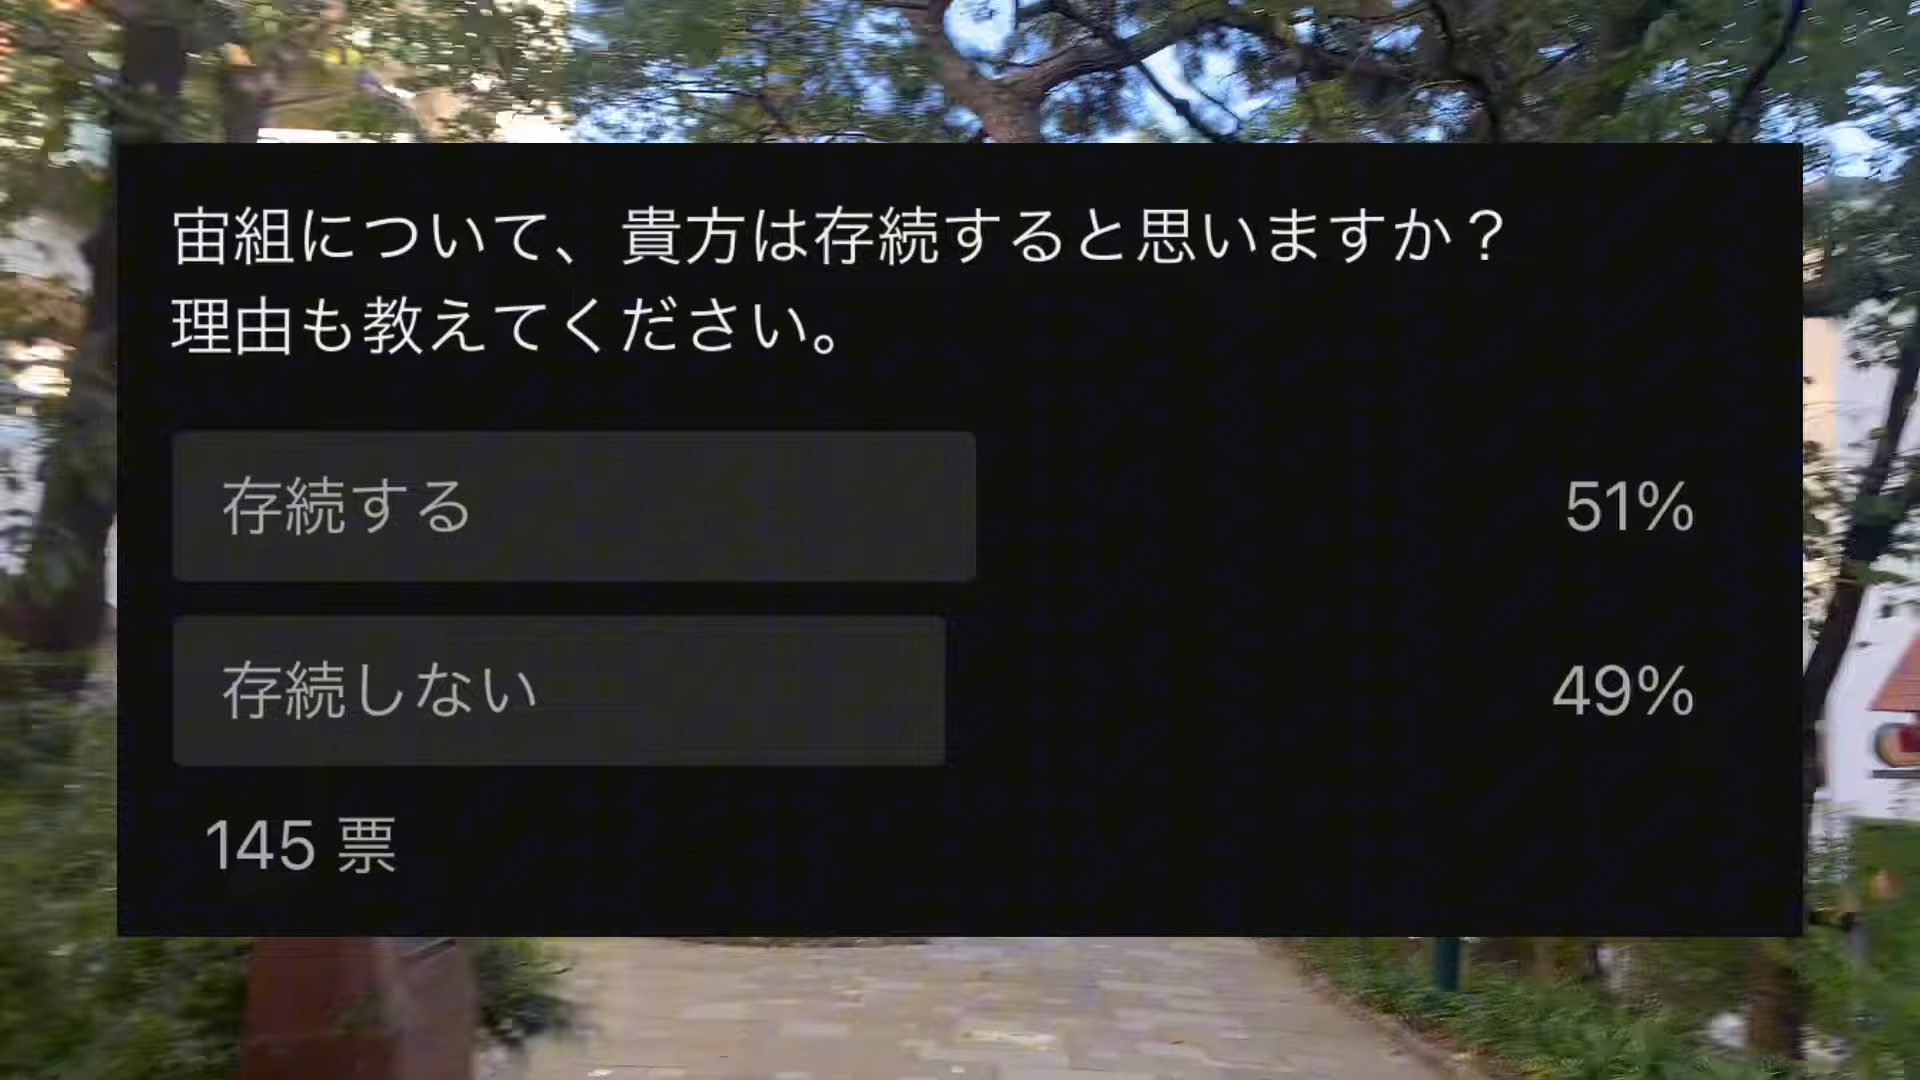 宙組について、貴方は存続すると思いますか？
理由も教えてください。
存続する 51%
存続しない 49%
145 票